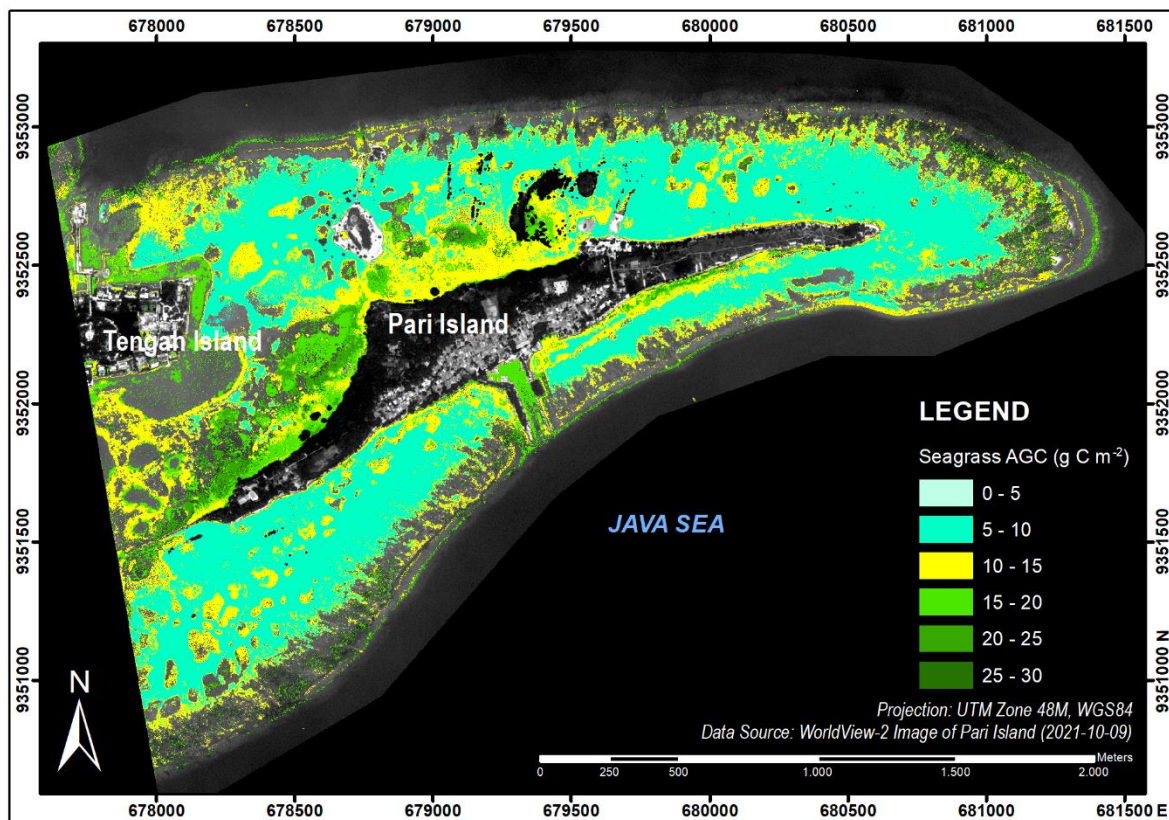 678000 678500 679000 679500 680000 680500 681000 681500
9353000
9352500
9352000
9351500
9351000
9353000
9352500
9352000
9351500
9351000 N
Tengah Island
Pari Island
JAVA SEA
LEGEND
Seagrass AGC (g C m⁻²)
0 - 5
5 - 10
10 - 15
15 - 20
20 - 25
25 - 30
N
Projection: UTM Zone 48M, WGS84
Data Source: WorldView-2 Image of Pari Island (2021-10-09)
Meters
0 250 500 1.000 1.500 2.000
678000 678500 679000 679500 680000 680500 681000 681500 E